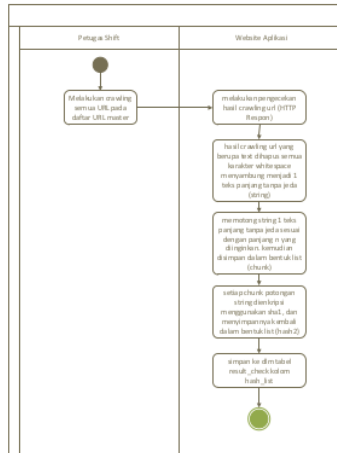 Petugas Shift
Website Aplikasi
Melakukan crawling
semua URL pada
daftar URL master
melakukan pengecekan
hasil crawling url (HTTP
Respon)
hasil crawling url yang
berupa text dihapus semua
karakter whitespace
menyambung menjadi 1
teks panjang tanpa jeda
(string)
memotong string 1 teks
panjang tanpa jeda sesuai
dengan panjang n yang
diinginkan. kemudian
disimpan dalam bentuk list
(chunk)
setiap chunk potongan
string dienkripsi
menggunakan sha1, dan
menyimpannya kembali
dalam bentuk list (hash2)
simpan ke dlm tabel
result_check kolom
hash_list